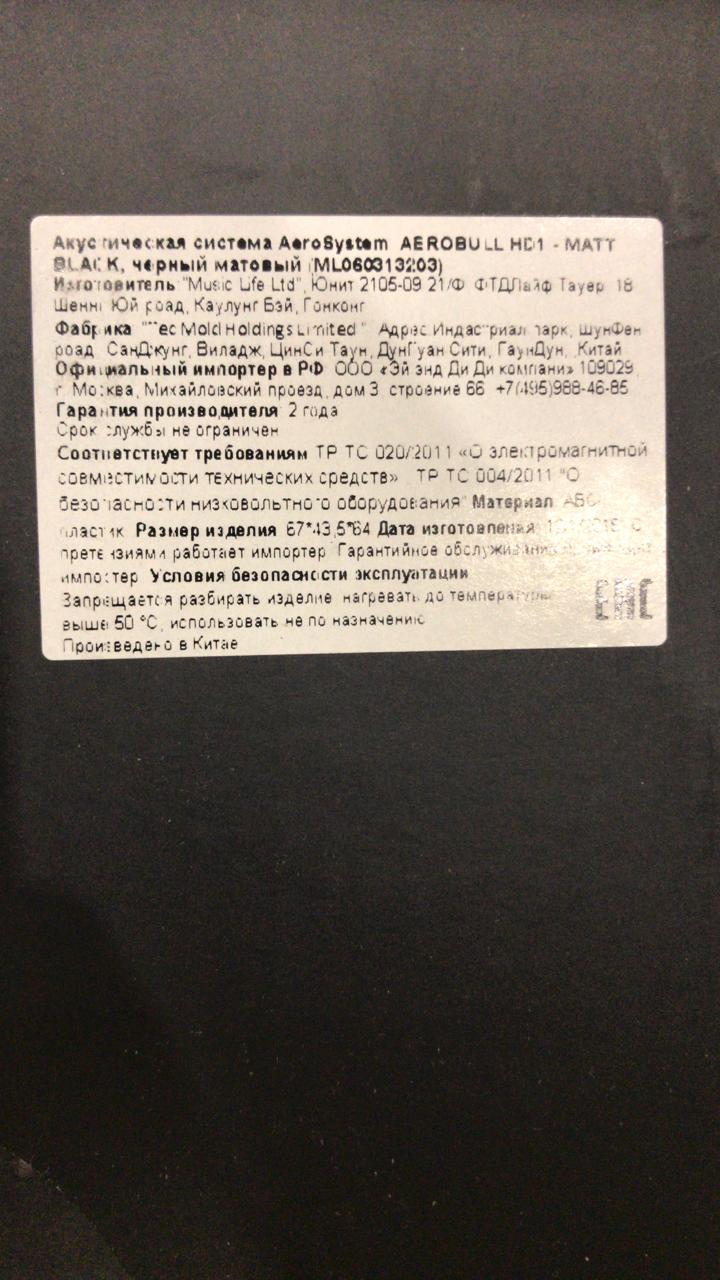 Акустическая система AeroSystem AEROBULL HD1 - MATT
BLACK, черный матовый (ML060313203)
Изготовитель "Music Life Ltd", Юнит 2105-09 21/Ф ФТДЛайф Тауер 18
Шеннг Юй роад, Каулунг Бэй, Гонконг
Фабрика "Tec Mold Holdings Limited" Адрес Индастриал парк, ШунФен
роад СанДжунг, Виладж, ЦинСи Таун, ДунГуан Сити, ГаунДун, Китай
Официальный импортер в РФ ООО «Эй энд Ди Ди компани» 109029
г Москва, Михайловский проезд, дом 3 строение 66 +7(495)988-46-85
Гарантия производителя 2 года
Срок службы не ограничен
Соответствует требованиям ТР ТС 020/2011 «О электромагнитной
совместимости технических средств» ТР ТС 004/2011 "О
безопасности низковольтного оборудования" Материал АБС
пластик Размер изделия 67*43,5*64 Дата изготовления С
претензиями работает импортер Гарантийное обслуживание
импортер Условия безопасности эксплуатации
Запрещается разбирать изделие нагревать до температуры
выше 50 °С, использовать не по назначению
Произведено в Китае
EAC